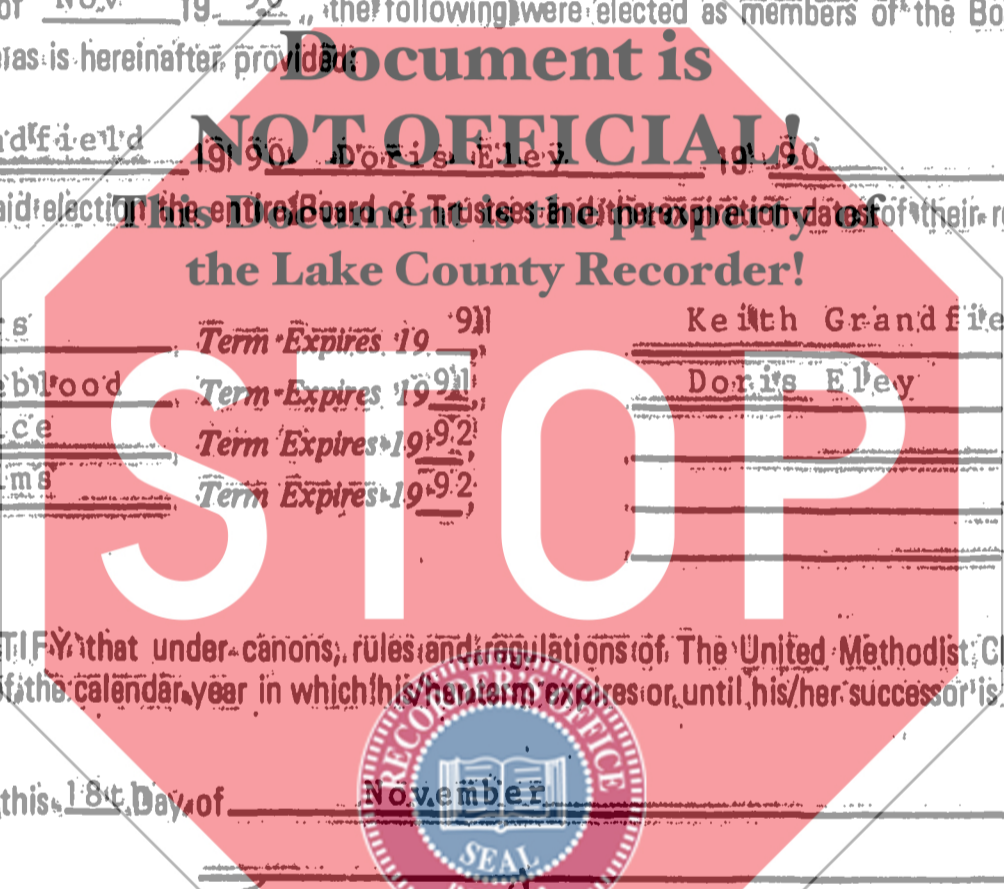 of Nov. 19 90, the following were elected as members of the Bo
Document is
as is hereinafter provided:
NOT OFFICIAL!
dfield 19 90 Doris Eley 19 90
This Document is the property of
aid election the entire Board of Trustees and the expiration dates of their
the Lake County Recorder!
s Term Expires 19 91 Keith Grandfie
blood Term Expires 19 91 Doris Eley
ce Term Expires 19 92
ms Term Expires 19 92
STOP
TIFY that under canons, rules and regulations of The United Methodist C
of the calendar year in which his/her term expires or until his/her successor is
RECORDER'S OFFICE
this 18t Day of November
SEAL